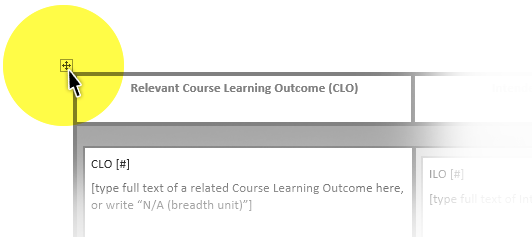 Relevant Course Learning Outcome (CLO)
CLO [#]
[type full text of a related Course Learning Outcome here,
or write “N/A (breadth unit)”]
ILO [#]
[type full text of Int